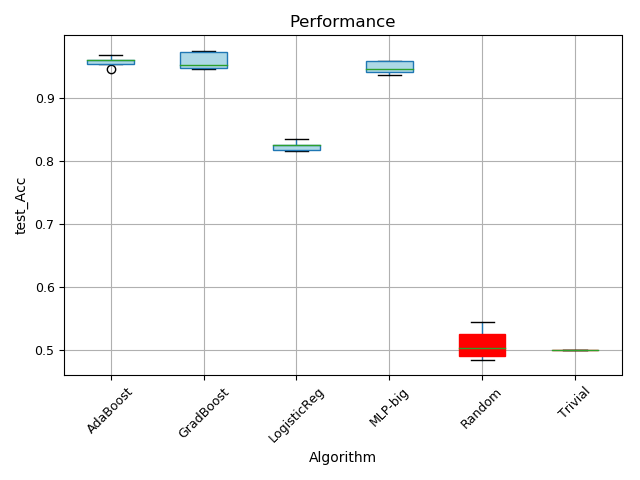 Performance
test_Acc
0.9
0.8
0.7
0.6
0.5
AdaBoost
GradBoost
LogisticReg
MLP-big
Random
Trivial
Algorithm